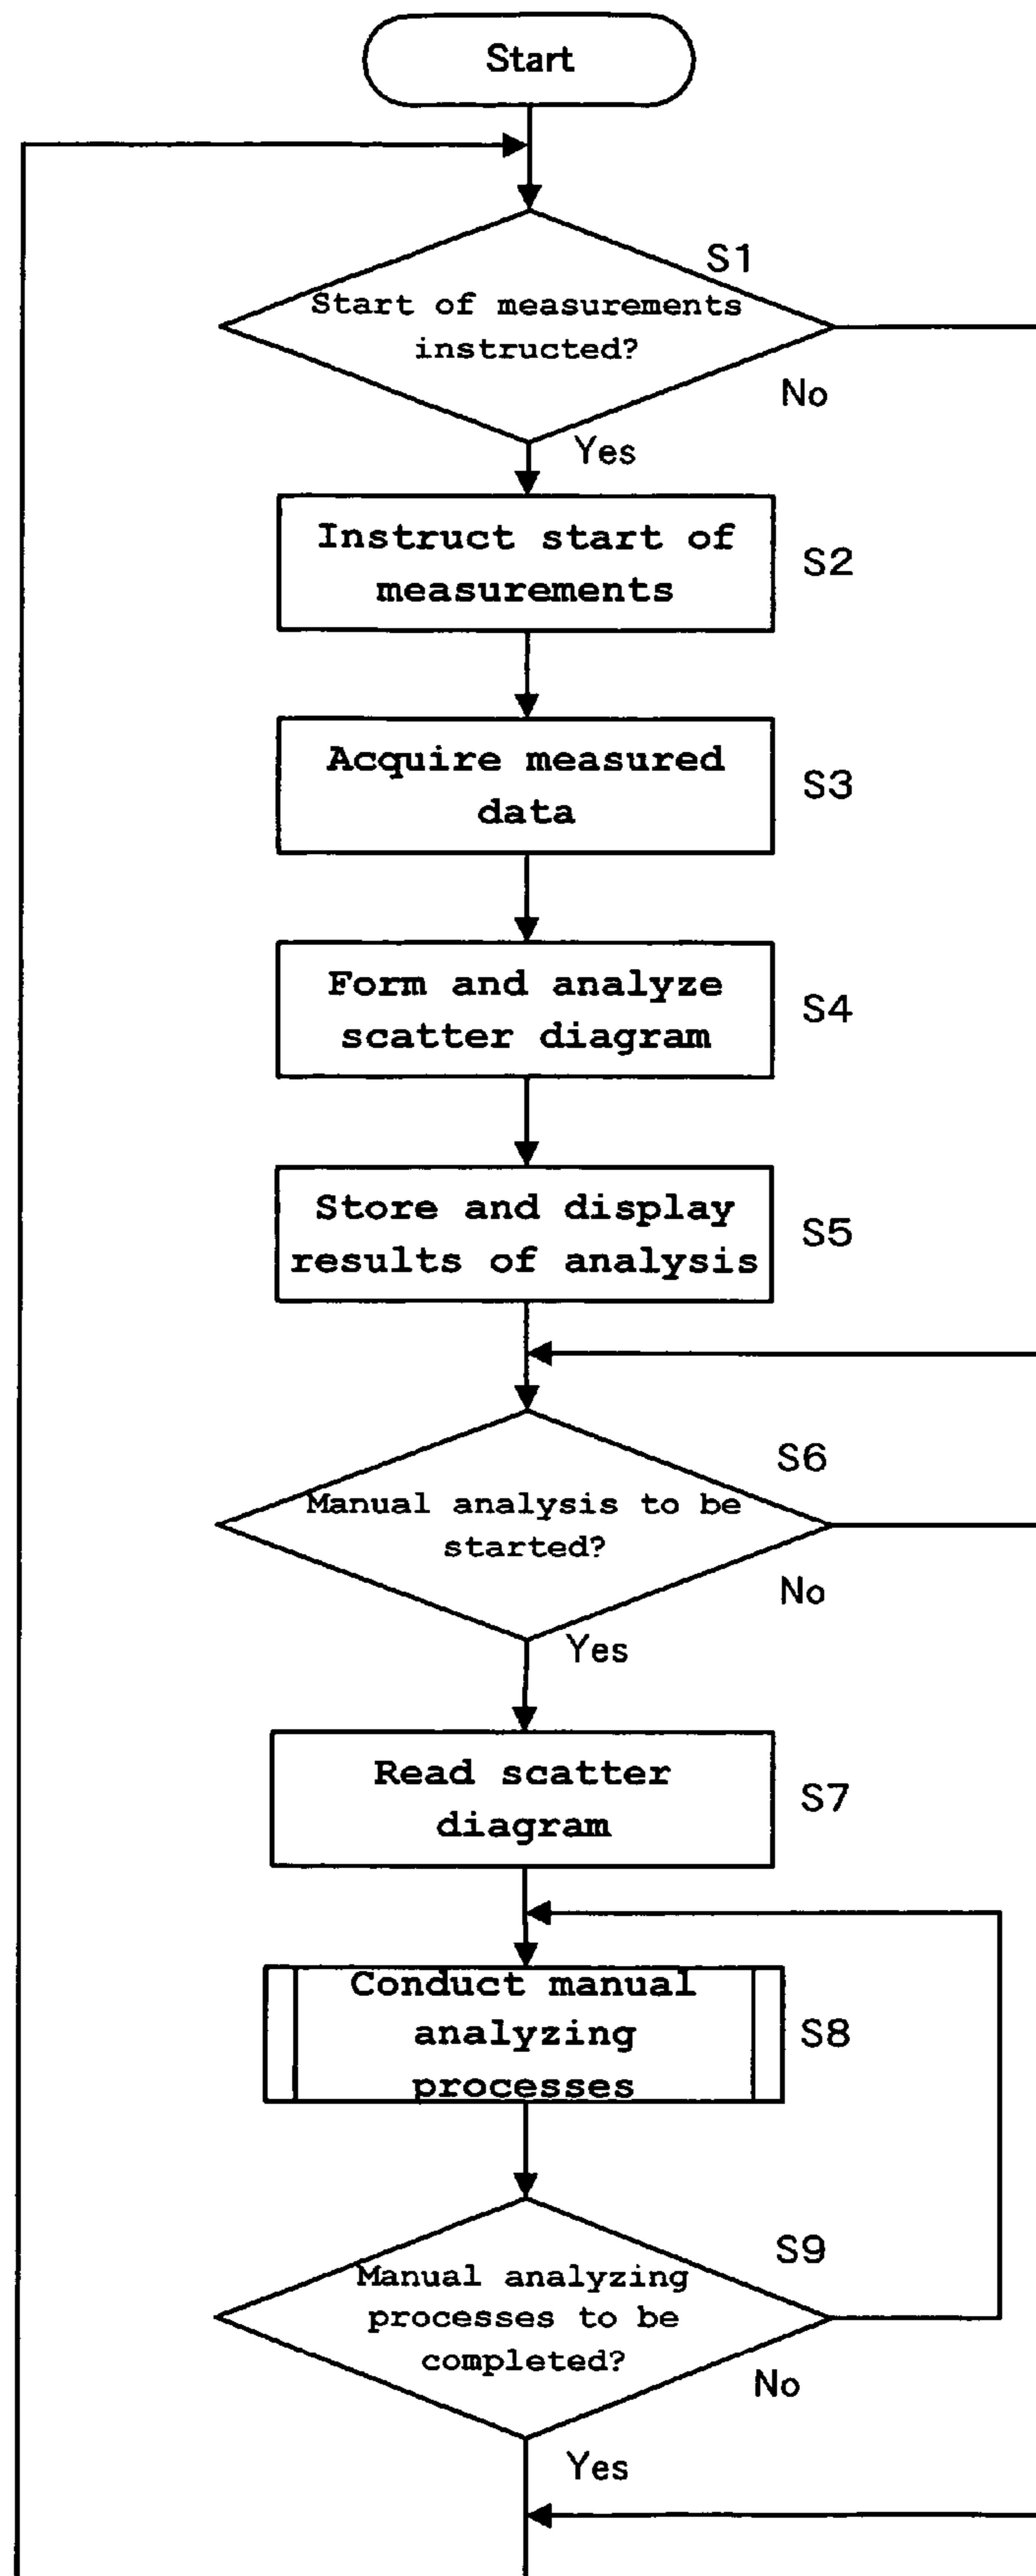 Start
S1
Start of measurements
instructed?
No
Yes
Instruct start of
measurements
S2
Acquire measured
data
S3
Form and analyze
scatter diagram
S4
Store and display
results of analysis
S5
S6
Manual analysis to be
started?
No
Yes
Read scatter
diagram
S7
Conduct manual
analyzing
processes
S8
S9
Manual analyzing
processes to be
completed?
No
Yes